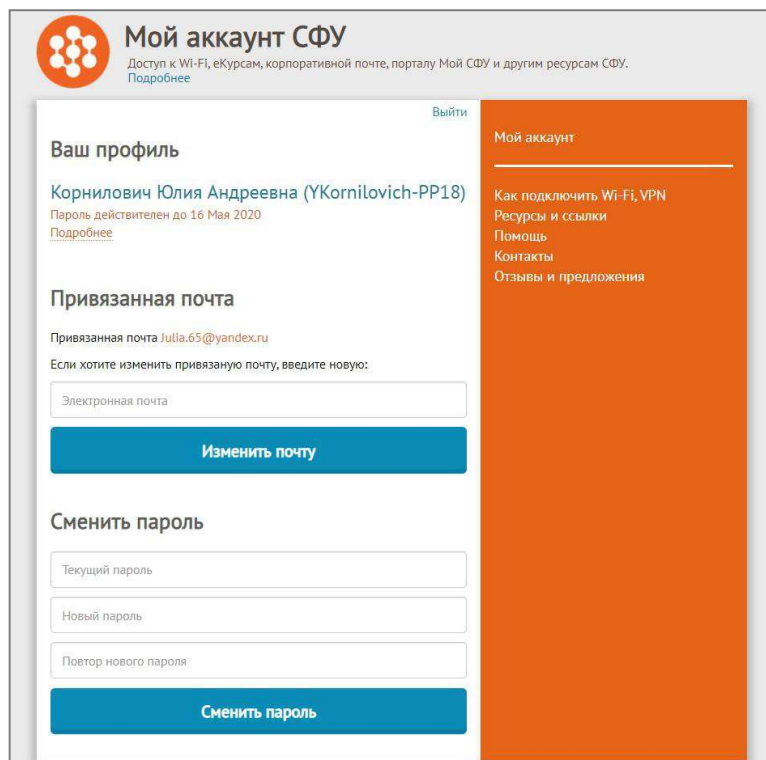 Мой аккаунт СФУ
Доступ к Wi-Fi, еКурсам, корпоративной почте, порталу Мой СФУ и другим ресурсам СФУ.
Подробнее
Выйти
Ваш профиль
Корнилович Юлия Андреевна (YKornilovich-PP18)
Пароль действителен до 16 Мая 2020
Подробнее
Привязанная почта
Привязанная почта Julia.65@yandex.ru
Если хотите изменить привязаную почту, введите новую:
Электронная почта
Изменить почту
Сменить пароль
Текущий пароль
Новый пароль
Повтор нового пароля
Сменить пароль
Мой аккаунт
Как подключить Wi-Fi, VPN
Ресурсы и ссылки
Помощь
Контакты
Отзывы и предложения